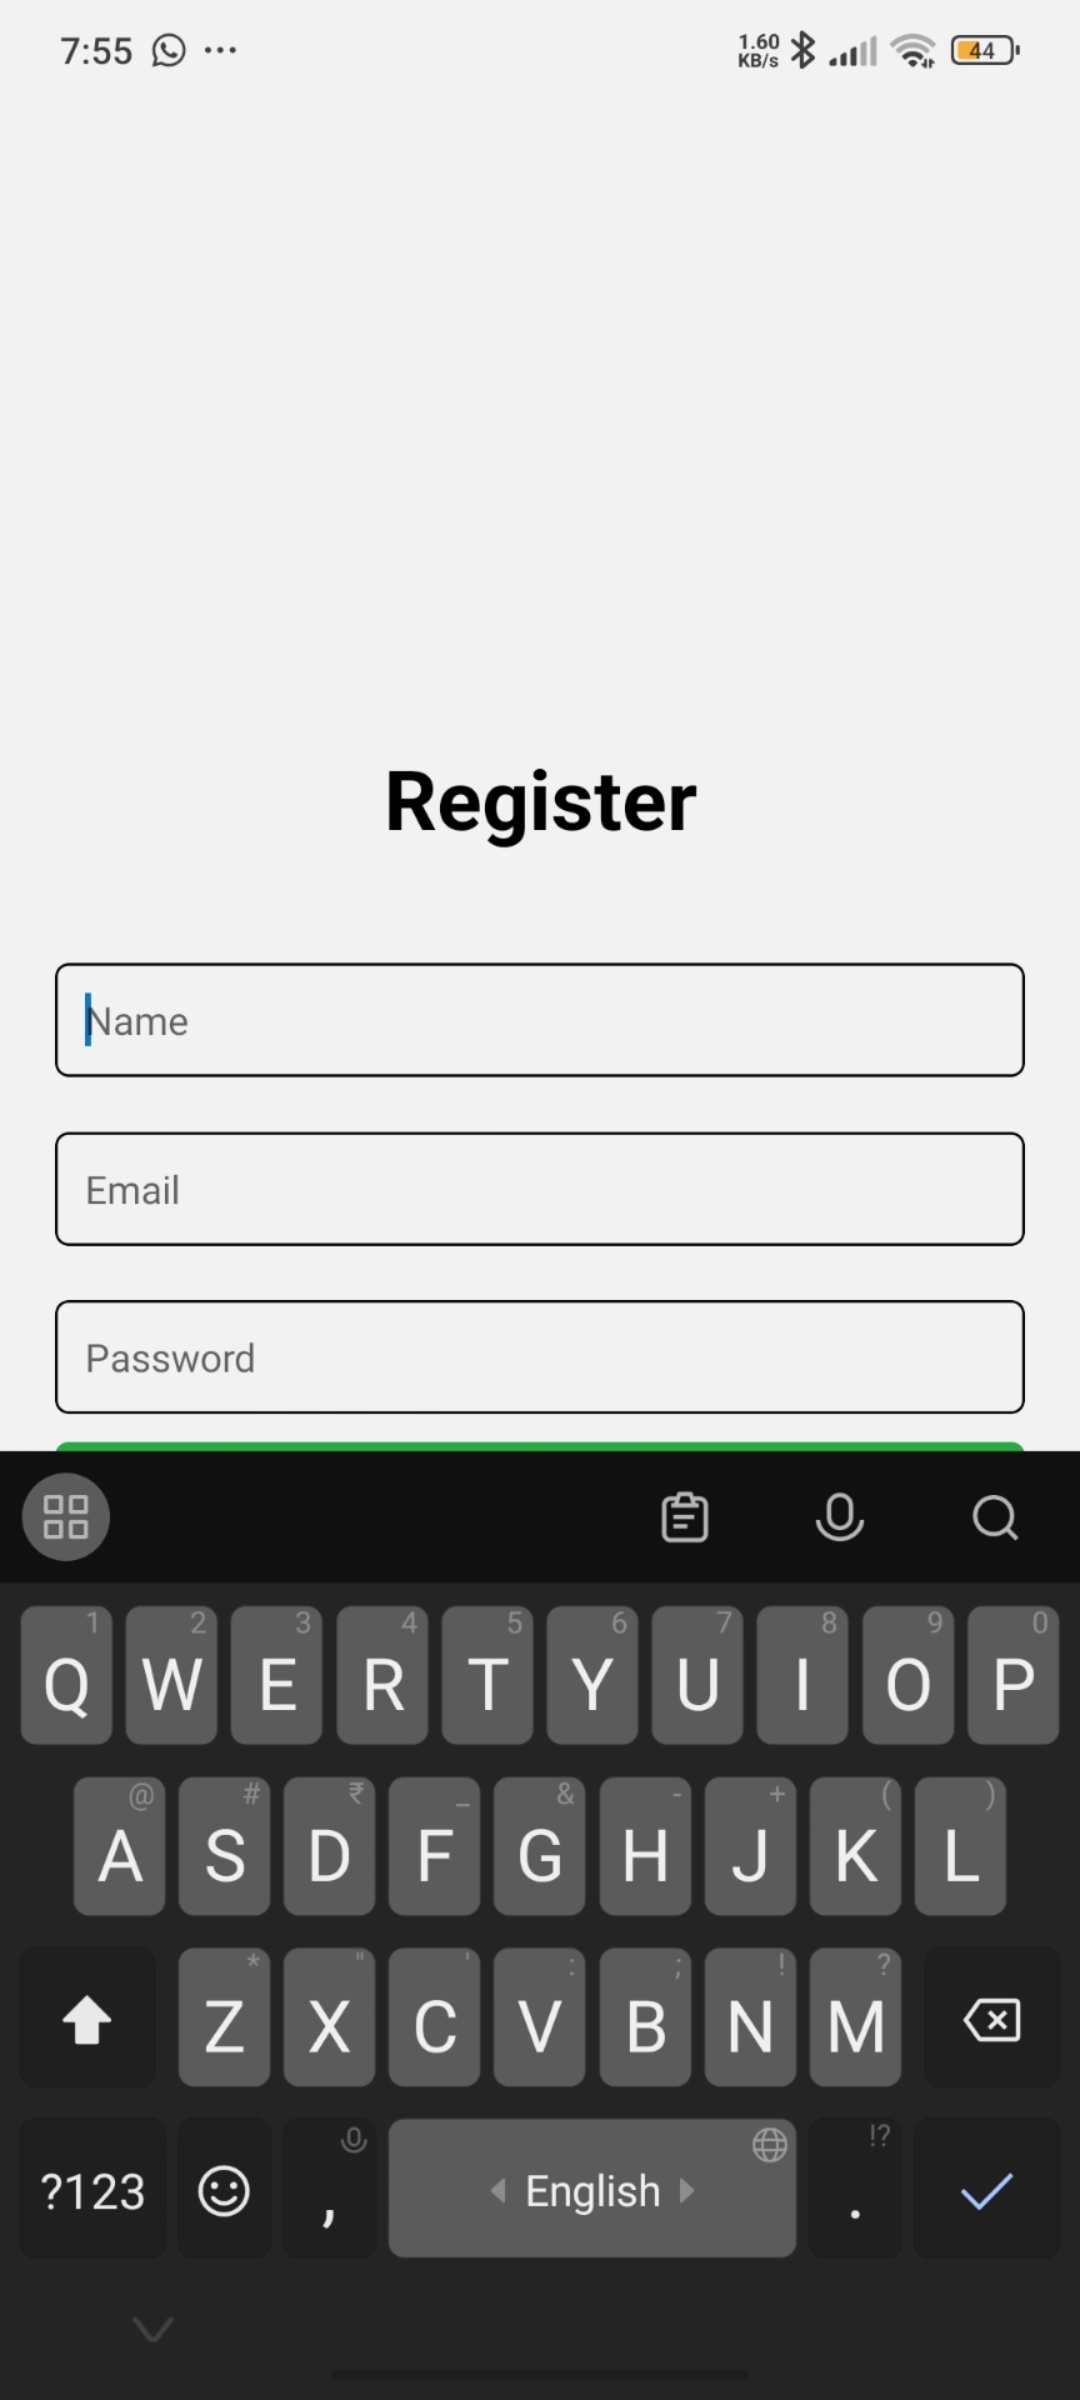 7:55 ... 1.60 KB/s 44
Register
Name
Email
Password
1 2 3 4 5 6 7 8 9 0
Q W E R T Y U I O P
@ # ₹ _ & - + ( )
A S D F G H J K L
* " ' : ; ! ?
Z X C V B N M
!?
?123 , English .